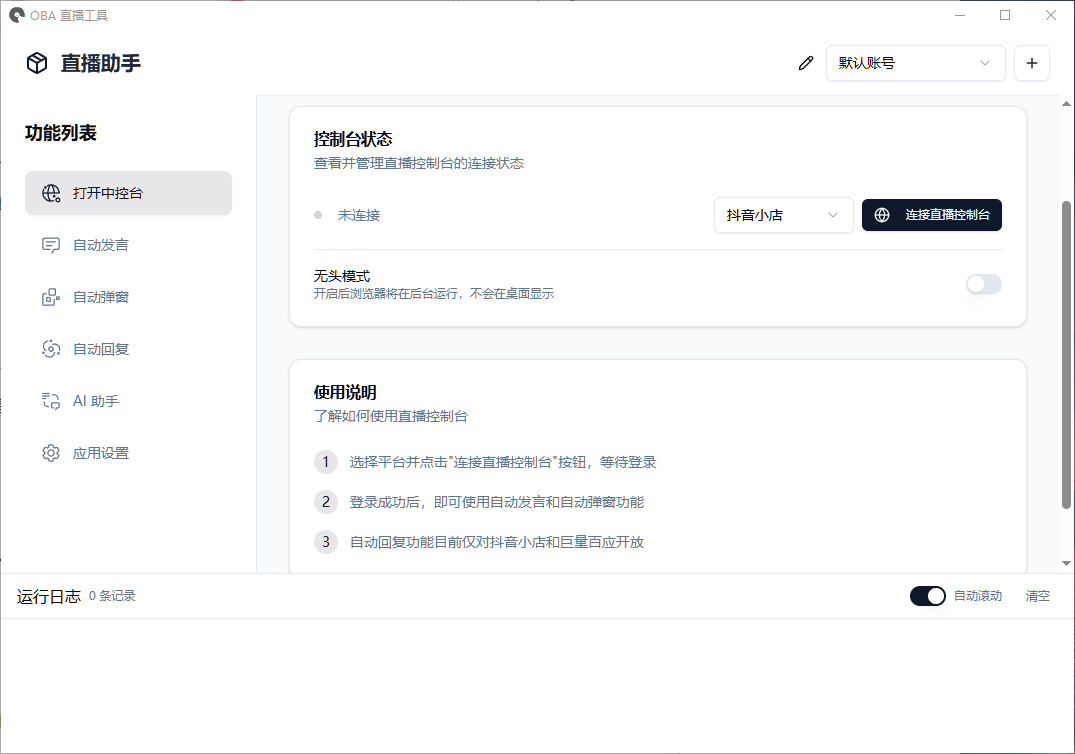 OBA 直播工具
直播助手
默认账号
功能列表
打开中控台
自动发言
自动弹窗
自动回复
AI 助手
应用设置
控制台状态
查看并管理直播控制台的连接状态
未连接
抖音小店
连接直播控制台
无头模式
开启后浏览器将在后台运行，不会在桌面显示
使用说明
了解如何使用直播控制台
1 选择平台并点击"连接直播控制台"按钮，等待登录
2 登录成功后，即可使用自动发言和自动弹窗功能
3 自动回复功能目前仅对抖音小店和巨量百应开放
运行日志 0 条记录
自动滚动
清空